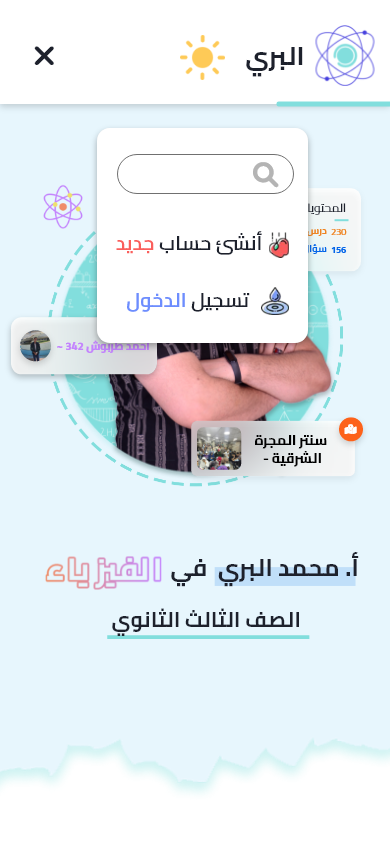 البري
المحتويا
230 درس
156 سؤال
أنشئ حساب جديد
تسجيل الدخول
احمد طربوش 342 –
سنتر المجرة
الشرقية -
أ. محمد البري في الفيزياء
الصف الثالث الثانوي